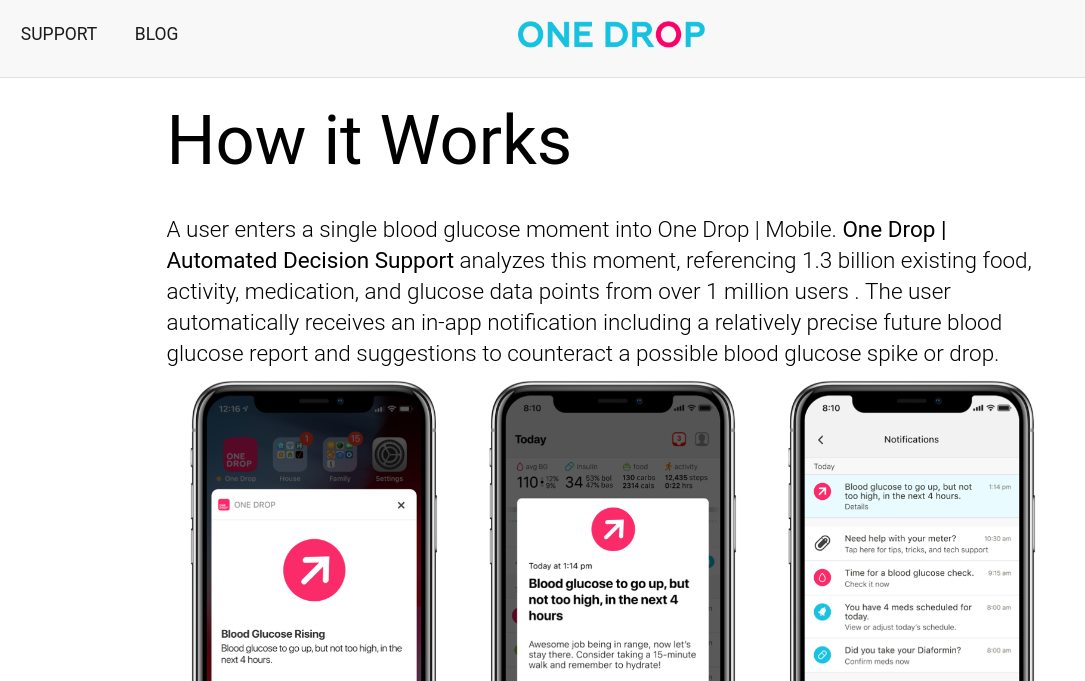 SUPPORT BLOG ONE DROP
How it Works
A user enters a single blood glucose moment into One Drop | Mobile. One Drop |
Automated Decision Support analyzes this moment, referencing 1.3 billion existing food,
activity, medication, and glucose data points from over 1 million users . The user
automatically receives an in-app notification including a relatively precise future blood
glucose report and suggestions to counteract a possible blood glucose spike or drop.
12:16
1
15
ONE
DROP
One Drop House Family Settings
ONE DROP
Blood Glucose Rising
Blood glucose to go up, but not too high, in the
next 4 hours.
8:10
Today
3
avg BG insulin food activity
110 12% 9% 34 53% bol 47% bas 130 carbs 2314 cals 12,435 steps 0:22 hrs
Today at 1:14 pm
Blood glucose to go up, but
not too high, in the next 4
hours
Awesome job being in range, now let's
stay there. Consider taking a 15-minute
walk and remember to hydrate!
8:10
Notifications
Today
Blood glucose to go up, but not 1:14 pm
too high, in the next 4 hours.
Details
Need help with your meter? 10:30 am
Tap here for tips, tricks, and tech support
Time for a blood glucose check. 9:15 am
Check it now
You have 4 meds scheduled for 8:00 am
today.
View or adjust today's schedule.
Did you take your Diaformin? 8:00 am
Confirm meds now